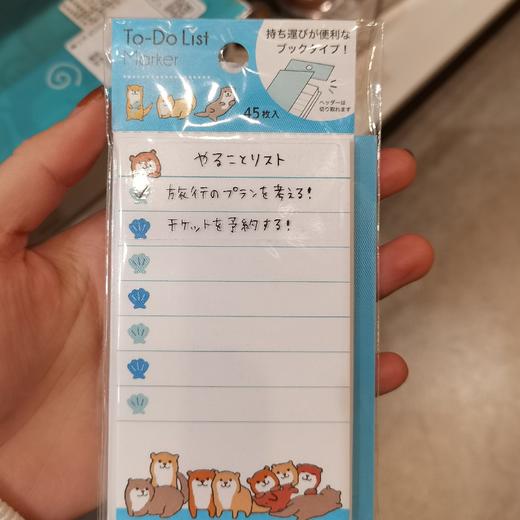 To-Do List
Marker
持ち運びが便利な
ブックタイプ！
ヘッダーは
切り取れます
45枚入
やることリスト
旅行のプランを考える！
チケットを予約する！